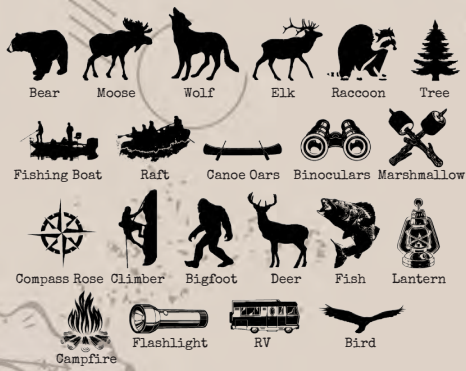 Bear Moose Wolf Elk Raccoon Tree
Fishing Boat Raft Canoe Oars Binoculars Marshmallow
Compass Rose Climber Bigfoot Deer Fish Lantern
Campfire Flashlight RV Bird